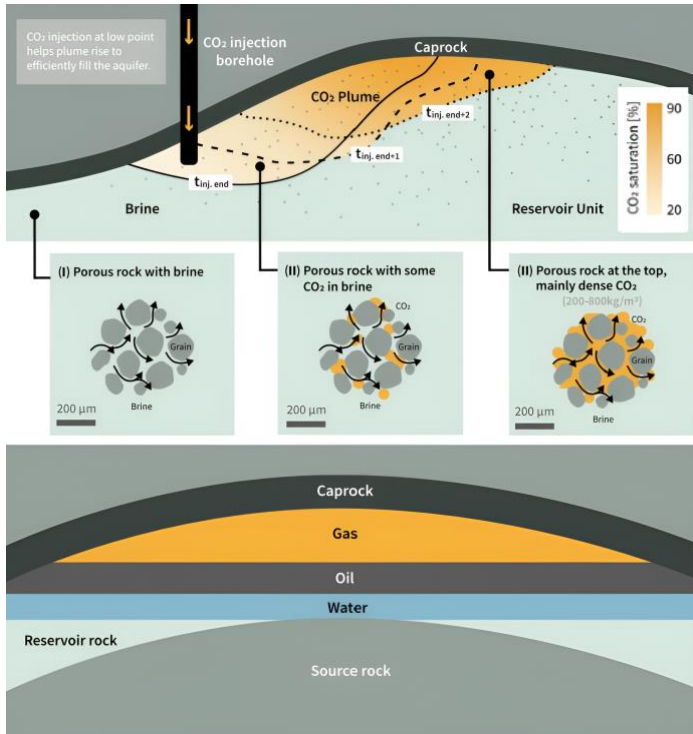 CO₂ injection at low point
helps plume rise to
efficiently fill the aquifer.
CO₂ injection
borehole
Caprock
CO₂ Plume
t inj. end+2
t inj. end+1
t inj. end
Brine
Reservoir Unit
CO₂ saturation [%]
90
60
20
(I) Porous rock with brine
Grain
Brine
200 μm
(II) Porous rock with some
CO₂ in brine
CO₂
Grain
Brine
200 μm
(II) Porous rock at the top,
mainly dense CO₂
(200-800kg/m³)
CO₂
Grain
Brine
200 μm
Caprock
Gas
Oil
Water
Reservoir rock
Source rock